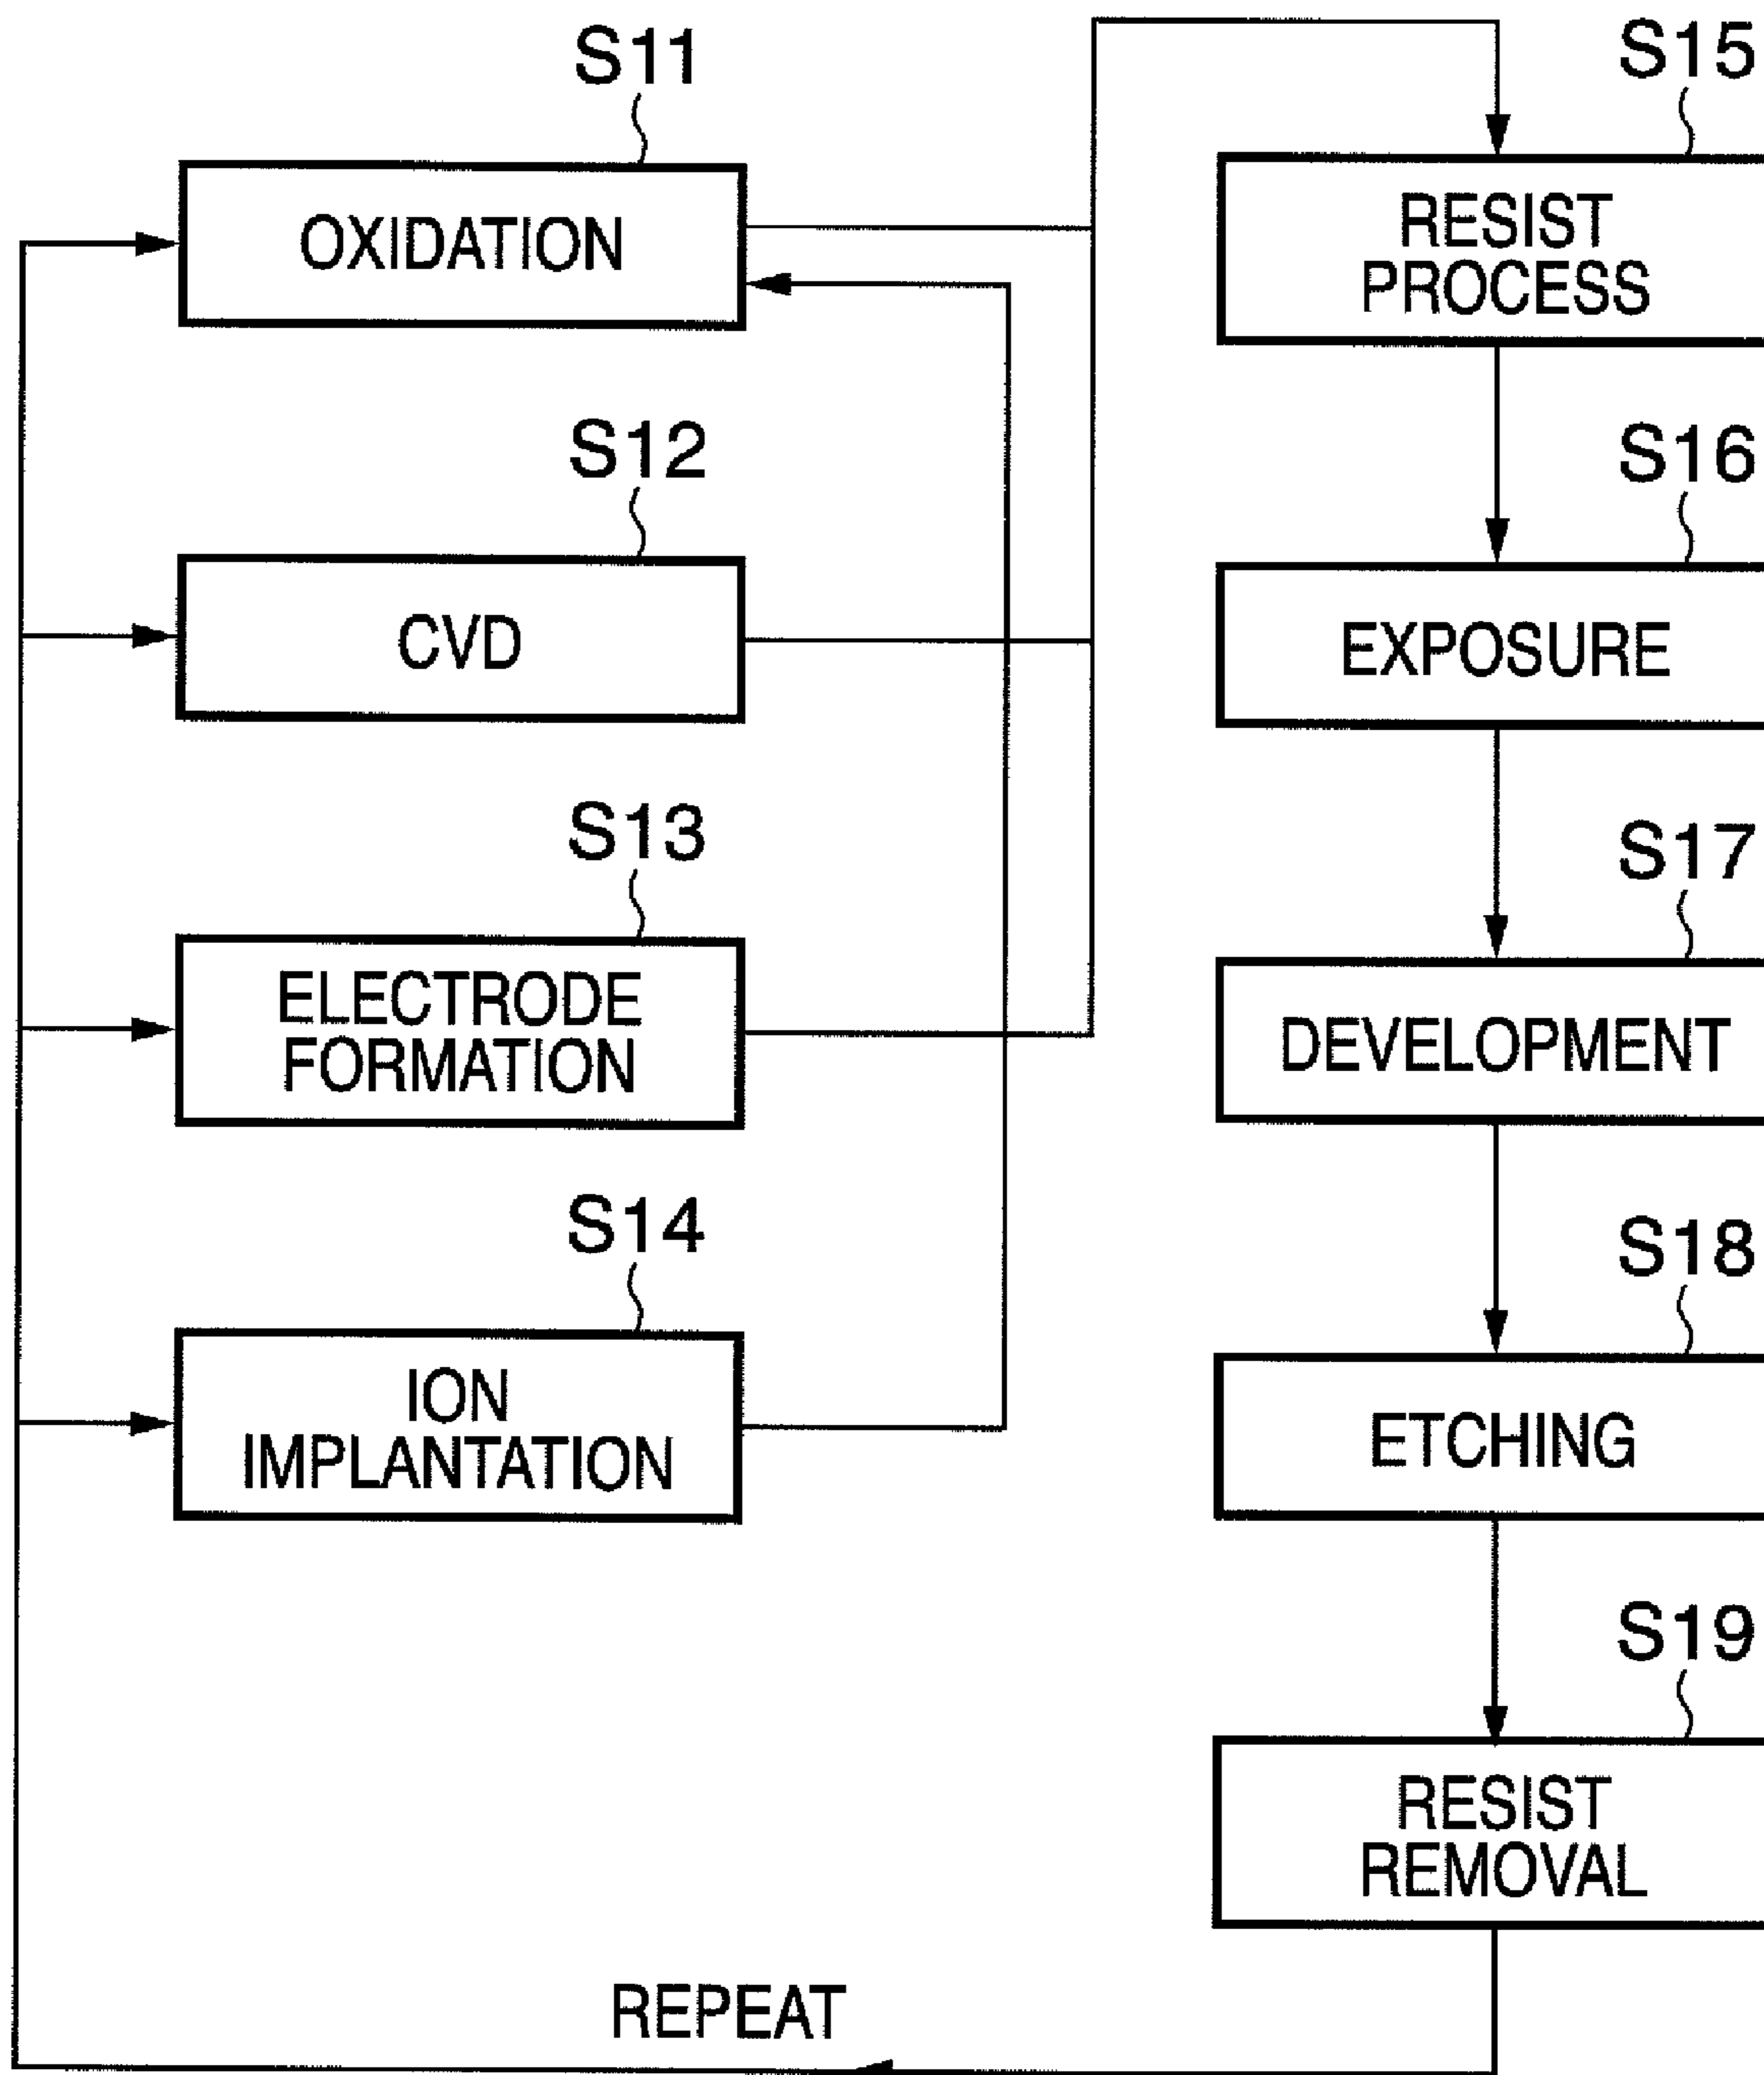 S11
OXIDATION
S12
CVD
S13
ELECTRODE
FORMATION
S14
ION
IMPLANTATION
S15
RESIST
PROCESS
S16
EXPOSURE
S17
DEVELOPMENT
S18
ETCHING
S19
RESIST
REMOVAL
REPEAT